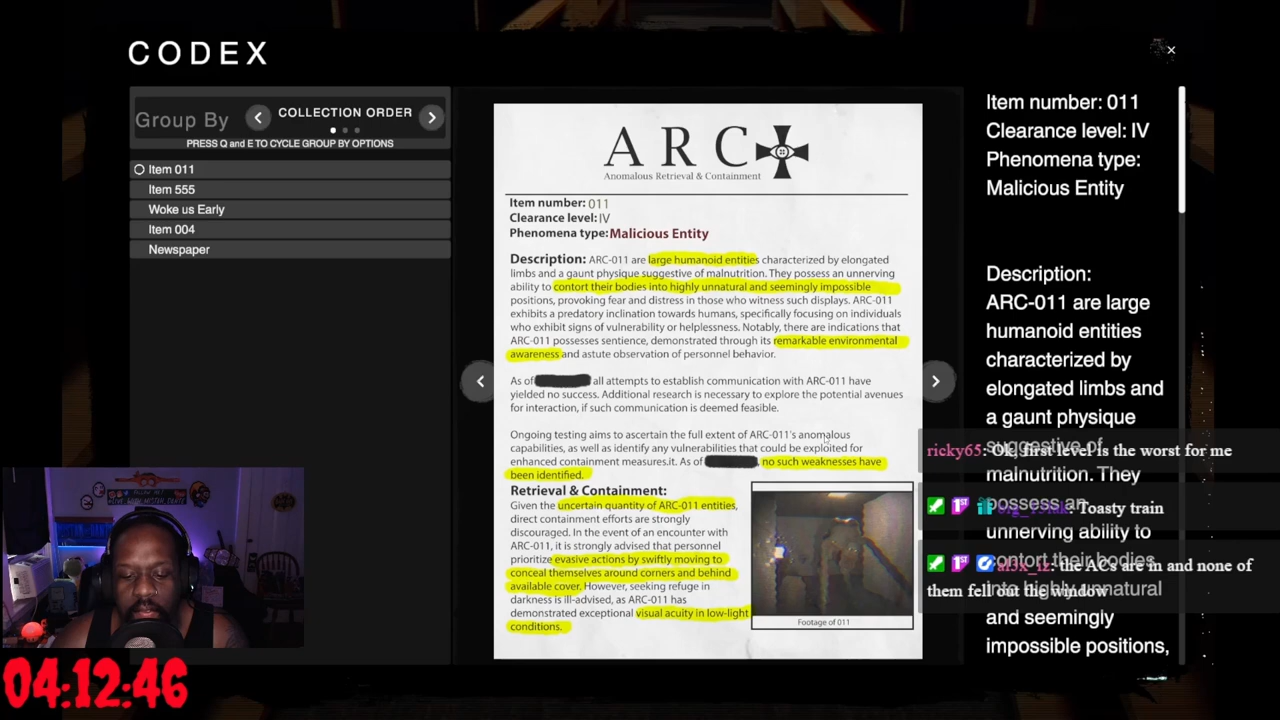 CODEX
×
Group By
COLLECTION ORDER
PRESS Q and E TO CYCLE GROUP BY OPTIONS
Item 011
Item 555
Woke us Early
Item 004
Newspaper
ARC
Anomalous Retrieval & Containment
Item number: 011
Clearance level: IV
Phenomena type: Malicious Entity
Description: ARC-011 are large humanoid entities characterized by elongated
limbs and a gaunt physique suggestive of malnutrition. They possess an unnerving
ability to contort their bodies into highly unnatural and seemingly impossible
positions, provoking fear and distress in those who witness such displays. ARC-011
exhibits a predatory inclination towards humans, specifically focusing on individuals
who exhibit signs of vulnerability or helplessness. Notably, there are indications that
ARC-011 possesses sentience, demonstrated through its remarkable environmental
awareness and astute observation of personnel behavior.
As of all attempts to establish communication with ARC-011 have
yielded no success. Additional research is necessary to explore the potential avenues
for interaction, if such communication is deemed feasible.
Ongoing testing aims to ascertain the full extent of ARC-011's anomalous
capabilities, as well as identify any vulnerabilities that could be exploited for
enhanced containment measures.it. As of , no such weaknesses have
been identified.
Retrieval & Containment:
Given the uncertain quantity of ARC-011 entities,
direct containment efforts are strongly
discouraged. In the event of an encounter with
ARC-011, it is strongly advised that personnel
prioritize evasive actions by swiftly moving to
conceal themselves around corners and behind
available cover. However, seeking refuge in
darkness is ill-advised, as ARC-011 has
demonstrated exceptional visual acuity in low-light
conditions.
Footage of 011
Item number: 011
Clearance level: IV
Phenomena type:
Malicious Entity
Description:
ARC-011 are large
humanoid entities
characterized by
elongated limbs and
a gaunt physique
suggestive of
malnutrition. They
possess an
unnerving ability to
contort their bodies
into highly unnatural
and seemingly
impossible positions,
ricky65: Ok, first level is the worst for me
: Toasty train
: the ACs are in and none of
them fell out the window
04:12:46